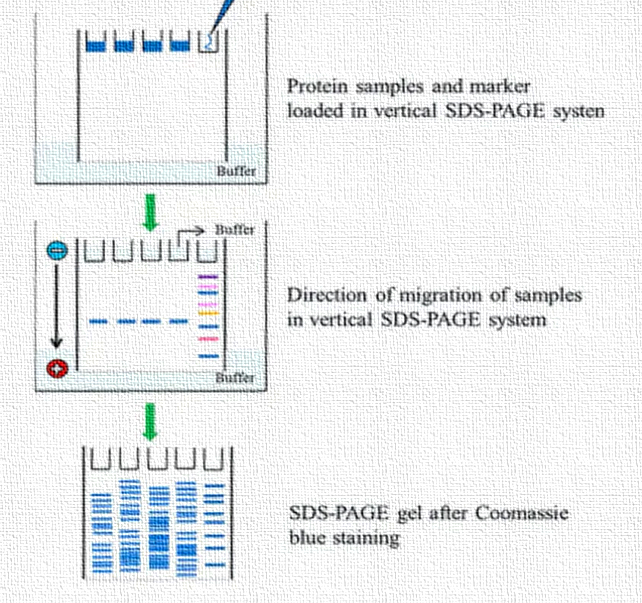 Protein samples and marker
loaded in vertical SDS-PAGE systen
Buffer
Buffer
Direction of migration of samples
in vertical SDS-PAGE system
Buffer
SDS-PAGE gel after Coomassie
blue staining